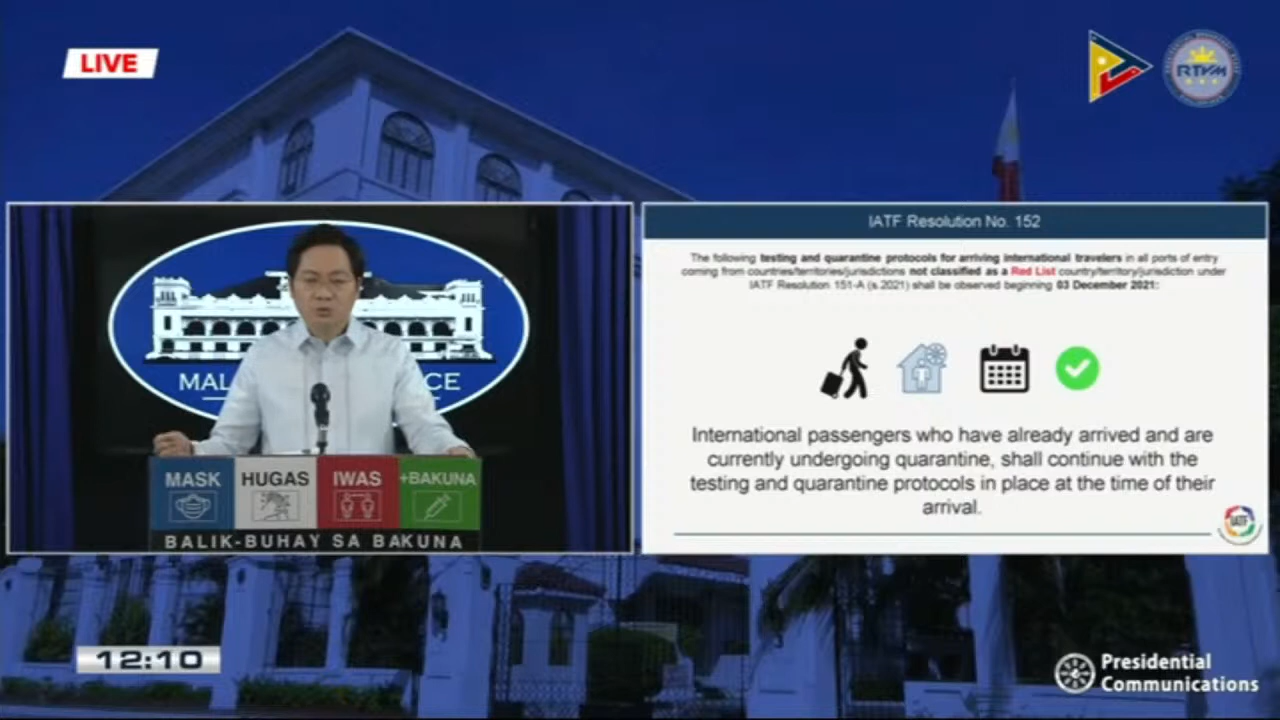 LIVE
RTVM
IATF Resolution No. 152
The following testing and quarantine protocols for arriving international travelers in all ports of entry
coming from countries/territories/jurisdictions not classified as a Red List country/territory/jurisdiction under
IATF Resolution 151-A (s.2021) shall be observed beginning 03 December 2021:
International passengers who have already arrived and are
currently undergoing quarantine, shall continue with the
testing and quarantine protocols in place at the time of their
arrival.
IATF
MAL CE
MASK HUGAS IWAS +BAKUNA
BALIK-BUHAY SA BAKUNA
12:10
Presidential
Communications